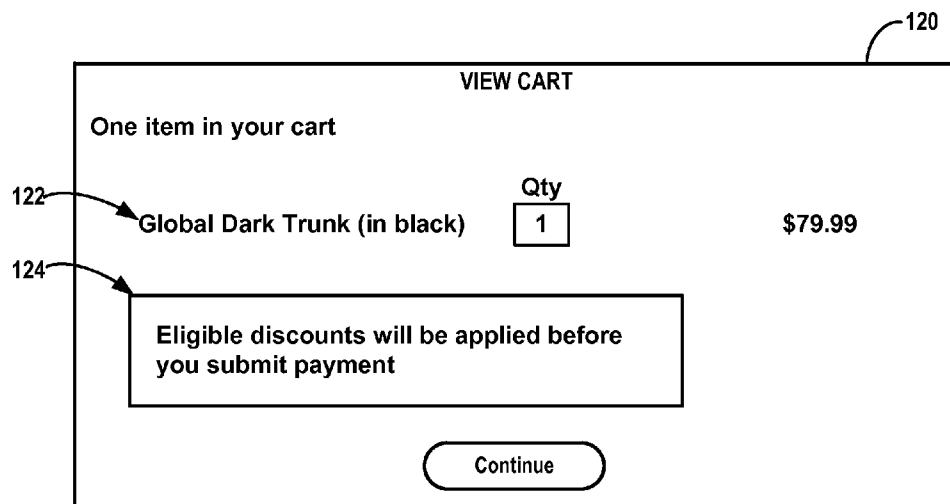 120
VIEW CART
One item in your cart
Qty
122
Global Dark Trunk (in black) 1 $79.99
124
Eligible discounts will be applied before
you submit payment
Continue